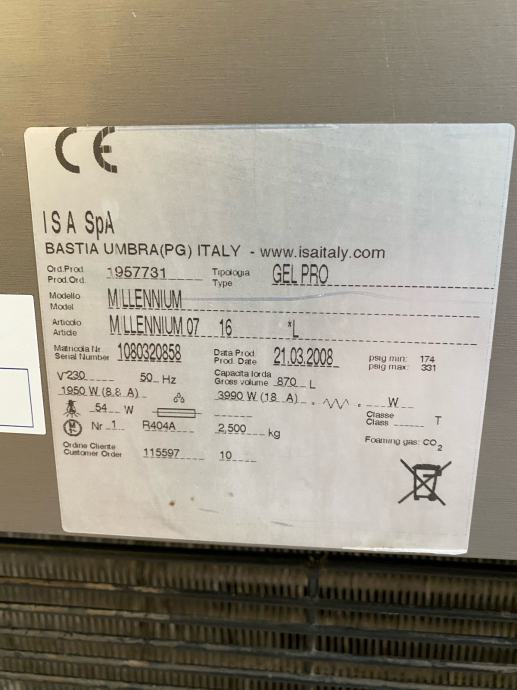 CE
ISA SpA
BASTIA UMBRA(PG) ITALY - www.isaitaly.com
Ord.Prod. Prod.Ord. 1957731 Tipologia Type GEL PRO
Modello Model MILLENNIUM
Articolo Article MILLENNIUM 07 16 *L
Matricola Nr Serial Number 1080320858 Data Prod. Prod. Date 21.03.2008 psig min: 174 psig max: 331
V 230 50 Hz Capacita lorda Gross volume 870 L
1950 W (8.8 A) 3990 W (18 A) W
54 W Classe Class T
Nr 1 R404A 2,500 kg Foaming gas: CO2
Ordine Cliente Customer Order 115597 10